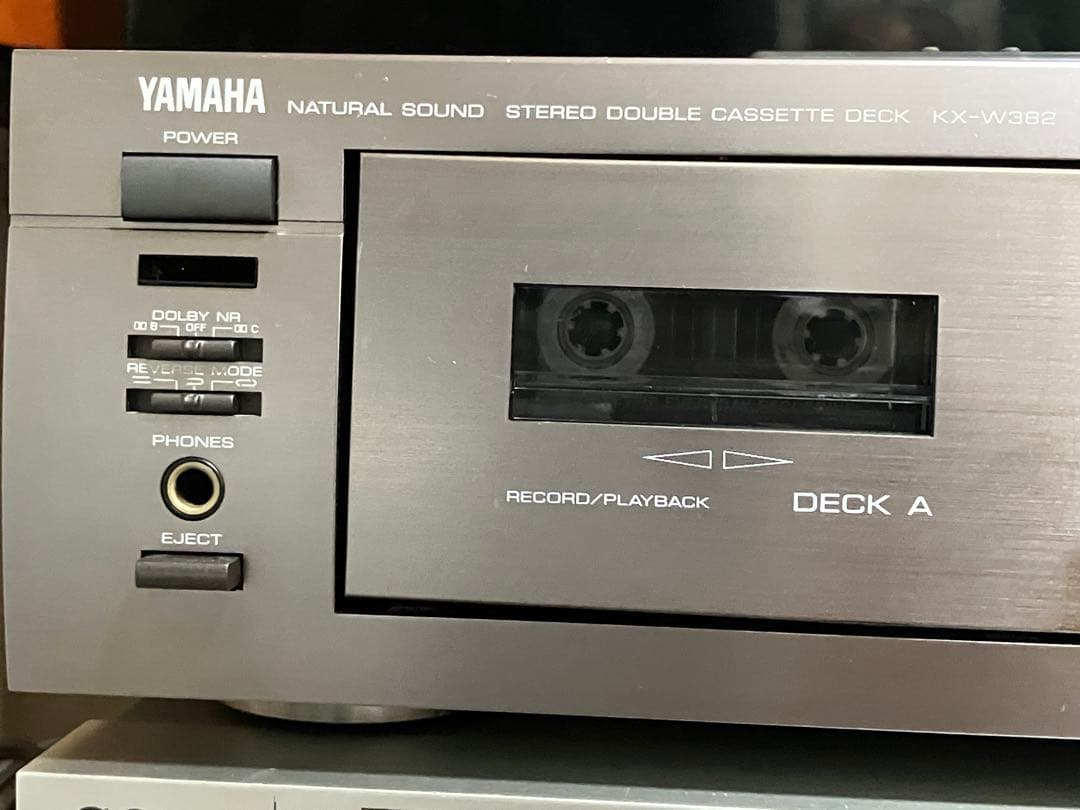 YAMAHA NATURAL SOUND STEREO DOUBLE CASSETTE DECK KX-W382
POWER
DOLBY NR
B OFF C
REVERSE MODE
PHONES
EJECT
RECORD/PLAYBACK DECK A